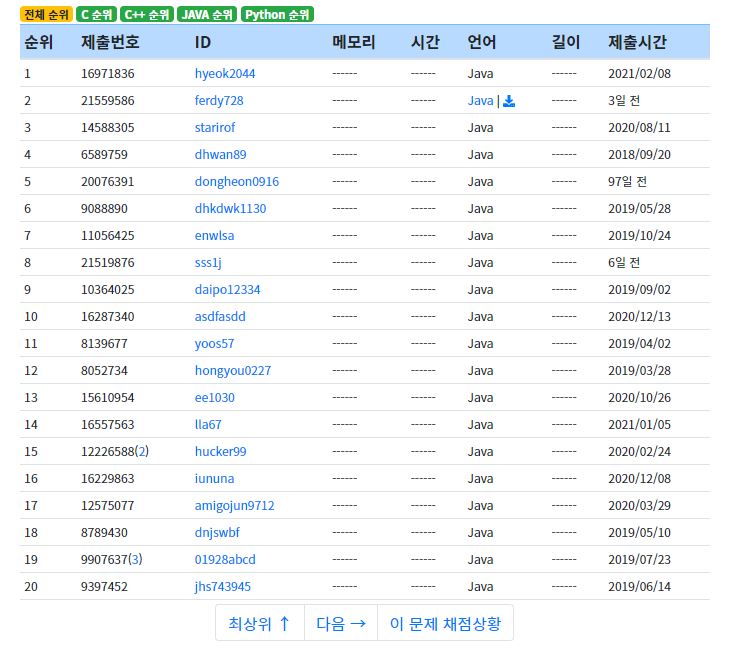 전체 순위 C 순위 C++ 순위 JAVA 순위 Python 순위
순위 제출번호 ID 메모리 시간 언어 길이 제출시간
1 16971836 hyeok2044 ------ ------ Java ------ 2021/02/08
2 21559586 ferdy728 ------ ------ Java | ------ 3일 전
3 14588305 starirof ------ ------ Java ------ 2020/08/11
4 6589759 dhwan89 ------ ------ Java ------ 2018/09/20
5 20076391 dongheon0916 ------ ------ Java ------ 97일 전
6 9088890 dhkdwk1130 ------ ------ Java ------ 2019/05/28
7 11056425 enwlsa ------ ------ Java ------ 2019/10/24
8 21519876 sss1j ------ ------ Java ------ 6일 전
9 10364025 daipo12334 ------ ------ Java ------ 2019/09/02
10 16287340 asdfasdd ------ ------ Java ------ 2020/12/13
11 8139677 yoos57 ------ ------ Java ------ 2019/04/02
12 8052734 hongyou0227 ------ ------ Java ------ 2019/03/28
13 15610954 ee1030 ------ ------ Java ------ 2020/10/26
14 16557563 lla67 ------ ------ Java ------ 2021/01/05
15 12226588(2) hucker99 ------ ------ Java ------ 2020/02/24
16 16229863 iununa ------ ------ Java ------ 2020/12/08
17 12575077 amigojun9712 ------ ------ Java ------ 2020/03/29
18 8789430 dnjswbf ------ ------ Java ------ 2019/05/10
19 9907637(3) 01928abcd ------ ------ Java ------ 2019/07/23
20 9397452 jhs743945 ------ ------ Java ------ 2019/06/14
최상위 ↑ 다음 → 이 문제 채점상황